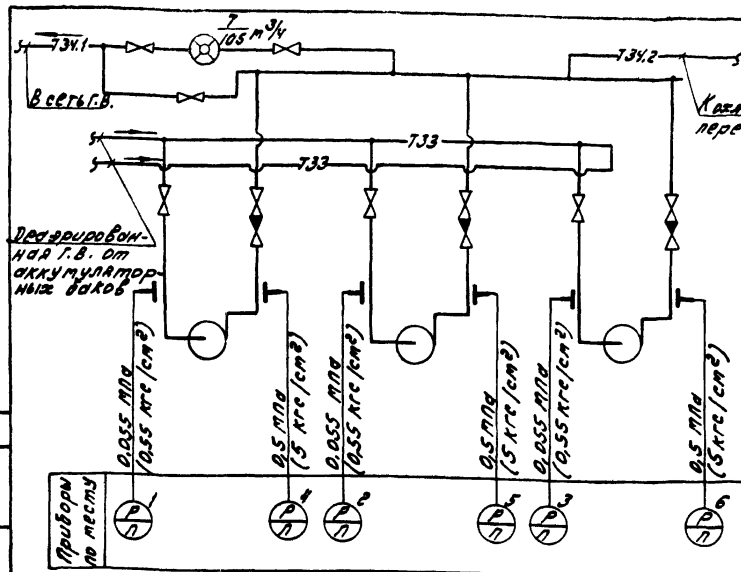 Т34.1
7
105 м³/ч
Т34.2
В сеть Г.В.
Т33
Т33
Деаэрирован-
ная Г.В. от
аккумулятор-
ных баков
0,055 МПа
(0,55 кгс/см²)
0,5 МПа
(5 кгс/см²)
0,055 МПа
(0,55 кгс/см²)
0,5 МПа
(5 кгс/см²)
0,055 МПа
(0,55 кгс/см²)
0,5 МПа
(5 кгс/см²)
Приборы
по месту
Р
П
1
Р
П
4
Р
П
2
Р
П
5
Р
П
3
Р
П
6